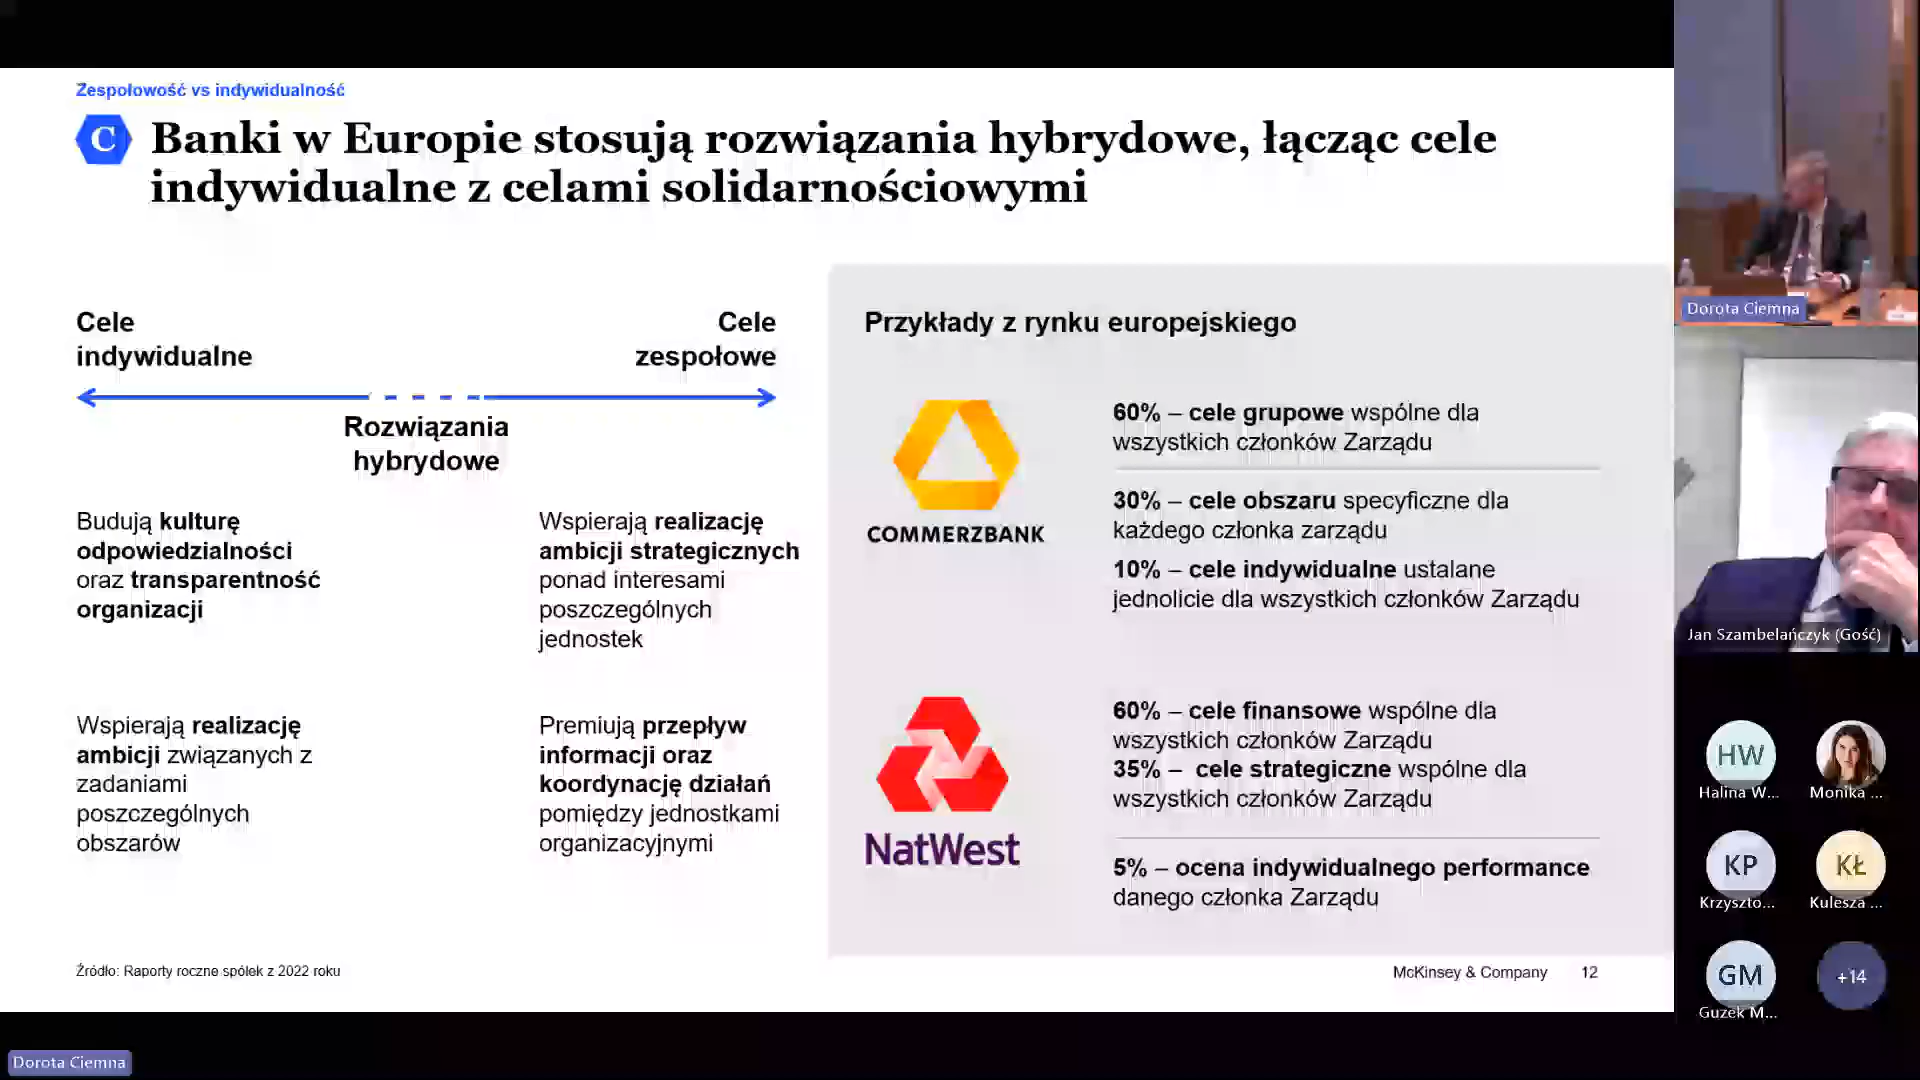 Zespołowość vs indywidualność
C
Banki w Europie stosują rozwiązania hybrydowe, łącząc cele
indywidualne z celami solidarnościowymi
Cele
indywidualne
Cele
zespołowe
Rozwiązania
hybrydowe
Budują kulturę
odpowiedzialności
oraz transparentność
organizacji
Wspierają realizację
ambicji strategicznych
ponad interesami
poszczególnych
jednostek
Wspierają realizację
ambicji związanych z
zadaniami
poszczególnych
obszarów
Premiują przepływ
informacji oraz
koordynację działań
pomiędzy jednostkami
organizacyjnymi
Przykłady z rynku europejskiego
COMMERZBANK
60% – cele grupowe wspólne dla
wszystkich członków Zarządu
30% – cele obszaru specyficzne dla
każdego członka zarządu
10% – cele indywidualne ustalane
jednolicie dla wszystkich członków Zarządu
NatWest
60% – cele finansowe wspólne dla
wszystkich członków Zarządu
35% – cele strategiczne wspólne dla
wszystkich członków Zarządu
5% – ocena indywidualnego performance
danego członka Zarządu
Źródło: Raporty roczne spółek z 2022 roku
McKinsey & Company 12
Dorota Ciemna
Jan Szambelańczyk (Gość)
HW
Halina W...
Monika ...
KP
Krzyszto...
KŁ
Kulesza ...
GM
Guzek M...
+14
Dorota Ciemna